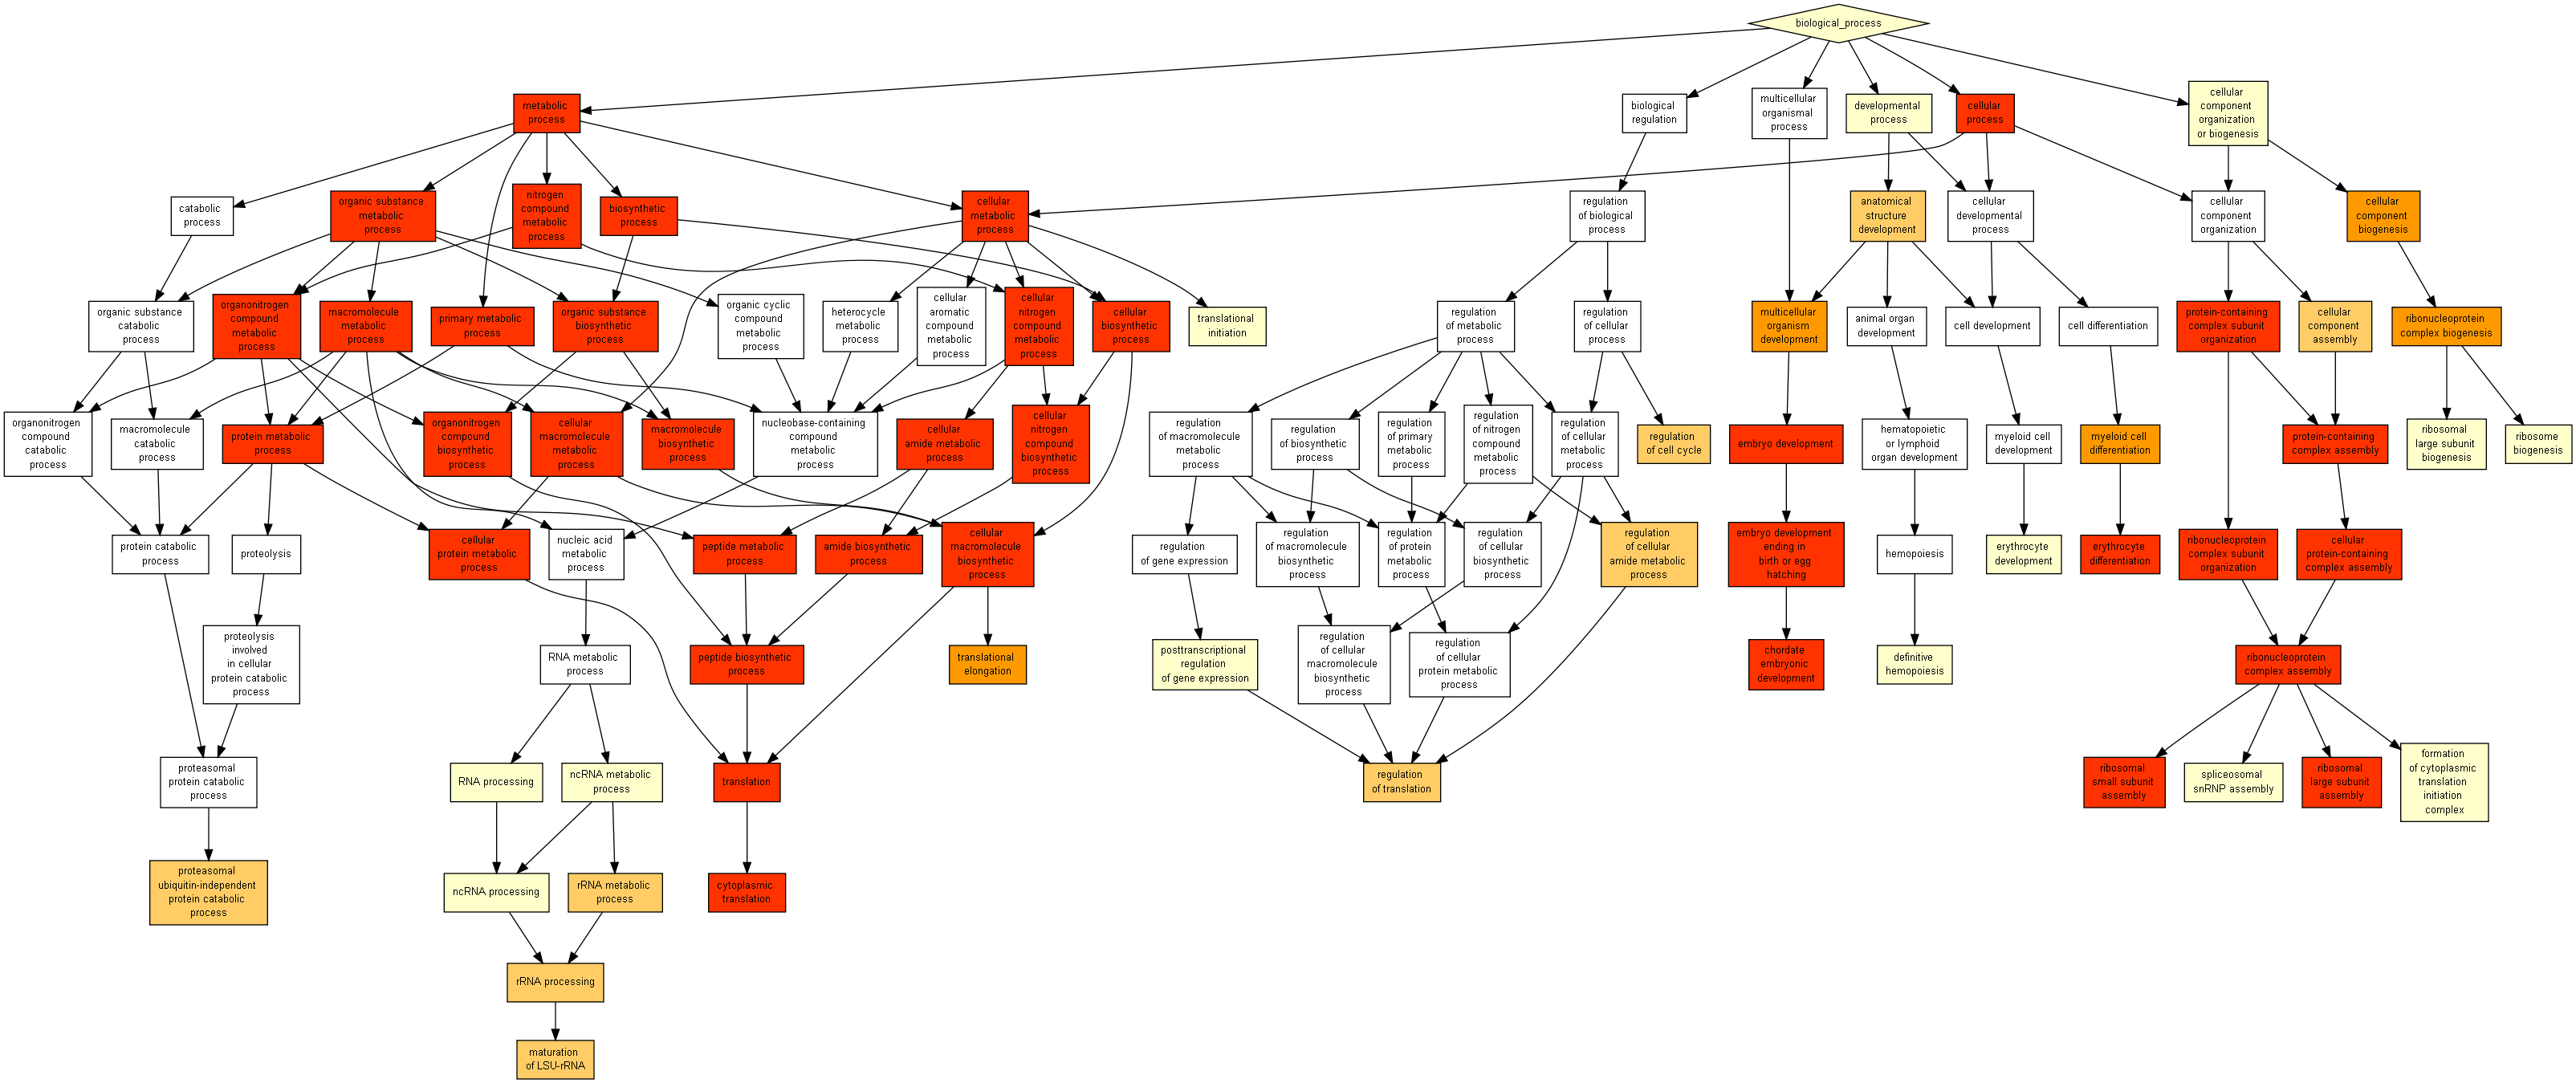 biological_process
metabolic
process
biological
regulation
multicellular
organismal
process
developmental
process
cellular
process
cellular
component
organization
or biogenesis
catabolic
process
organic substance
metabolic
process
nitrogen
compound
metabolic
process
biosynthetic
process
cellular
metabolic
process
regulation
of biological
process
anatomical
structure
development
cellular
developmental
process
cellular
component
organization
cellular
component
biogenesis
organic substance
catabolic
process
organonitrogen
compound
metabolic
process
macromolecule
metabolic
process
primary metabolic
process
organic substance
biosynthetic
process
organic cyclic
compound
metabolic
process
heterocycle
metabolic
process
cellular
aromatic
compound
metabolic
process
cellular
nitrogen
compound
metabolic
process
cellular
biosynthetic
process
translational
initiation
regulation
of metabolic
process
regulation
of cellular
process
multicellular
organism
development
animal organ
development
cell development
cell differentiation
protein-containing
complex subunit
organization
cellular
component
assembly
ribonucleoprotein
complex biogenesis
organonitrogen
compound
catabolic
process
macromolecule
catabolic
process
protein metabolic
process
organonitrogen
compound
biosynthetic
process
cellular
macromolecule
metabolic
process
macromolecule
biosynthetic
process
nucleobase-containing
compound
metabolic
process
cellular
amide metabolic
process
cellular
nitrogen
compound
biosynthetic
process
regulation
of macromolecule
metabolic
process
regulation
of biosynthetic
process
regulation
of primary
metabolic
process
regulation
of nitrogen
compound
metabolic
process
regulation
of cellular
metabolic
process
regulation
of cell cycle
embryo development
hematopoietic
or lymphoid
organ development
myeloid cell
development
myeloid cell
differentiation
protein-containing
complex assembly
ribosomal
large subunit
biogenesis
ribosome
biogenesis
protein catabolic
process
proteolysis
cellular
protein metabolic
process
nucleic acid
metabolic
process
peptide metabolic
process
amide biosynthetic
process
cellular
macromolecule
biosynthetic
process
regulation
of gene expression
regulation
of macromolecule
biosynthetic
process
regulation
of protein
metabolic
process
regulation
of cellular
biosynthetic
process
regulation
of cellular
amide metabolic
process
embryo development
ending in
birth or egg
hatching
hemopoiesis
erythrocyte
development
erythrocyte
differentiation
ribonucleoprotein
complex subunit
organization
cellular
protein-containing
complex assembly
proteolysis
involved
in cellular
protein catabolic
process
RNA metabolic
process
peptide biosynthetic
process
translational
elongation
posttranscriptional
regulation
of gene expression
regulation
of cellular
macromolecule
biosynthetic
process
regulation
of cellular
protein metabolic
process
chordate
embryonic
development
definitive
hemopoiesis
ribonucleoprotein
complex assembly
proteasomal
protein catabolic
process
RNA processing
ncRNA metabolic
process
translation
regulation
of translation
ribosomal
small subunit
assembly
spliceosomal
snRNP assembly
ribosomal
large subunit
assembly
formation
of cytoplasmic
translation
initiation
complex
proteasomal
ubiquitin-independent
protein catabolic
process
ncRNA processing
rRNA metabolic
process
cytoplasmic
translation
rRNA processing
maturation
of LSU-rRNA